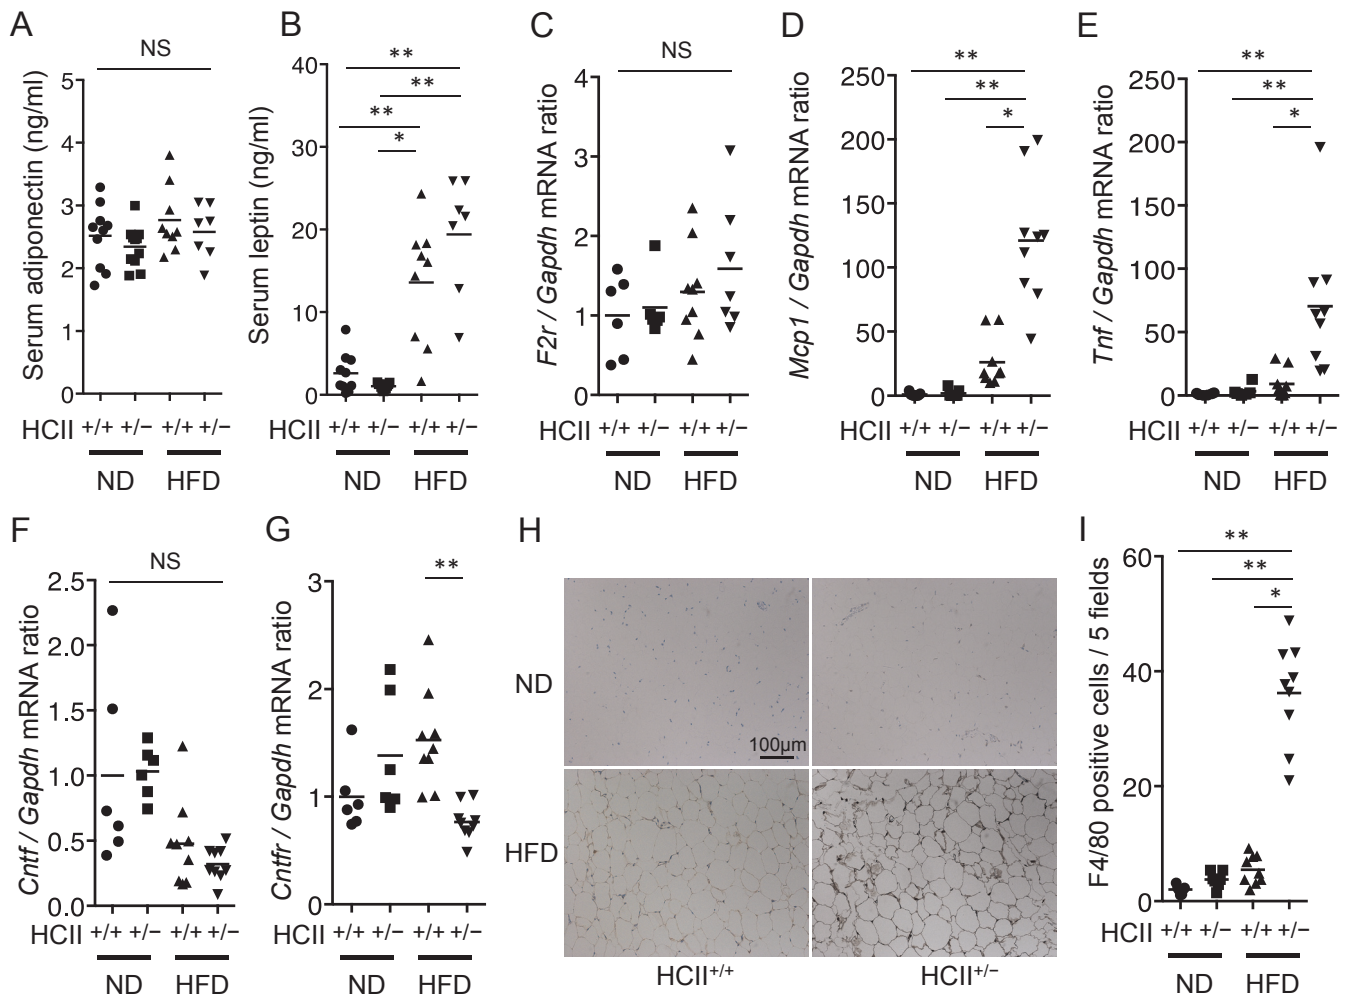 A
NS
Serum adiponectin (ng/ml)
5
4
3
2
1
0
HCII +/+ +/− +/+ +/−
ND HFD
B
**
**
**
*
Serum leptin (ng/ml)
40
30
20
10
0
HCII +/+ +/− +/+ +/−
ND HFD
C
NS
F2r / Gapdh mRNA ratio
4
3
2
1
0
HCII +/+ +/− +/+ +/−
ND HFD
D
**
**
*
Mcp1 / Gapdh mRNA ratio
250
200
150
100
50
0
HCII +/+ +/− +/+ +/−
ND HFD
E
**
**
*
Tnf / Gapdh mRNA ratio
250
200
150
100
50
0
HCII +/+ +/− +/+ +/−
ND HFD
F
NS
Cntf / Gapdh mRNA ratio
2.5
2.0
1.5
1.0
0.5
0.0
HCII +/+ +/− +/+ +/−
ND HFD
G
**
Cntfr / Gapdh mRNA ratio
3
2
1
0
HCII +/+ +/− +/+ +/−
ND HFD
H
ND
100µm
HFD
HCII+/+ HCII+/−
I
**
**
*
F4/80 positive cells / 5 fields
60
40
20
0
HCII +/+ +/− +/+ +/−
ND HFD